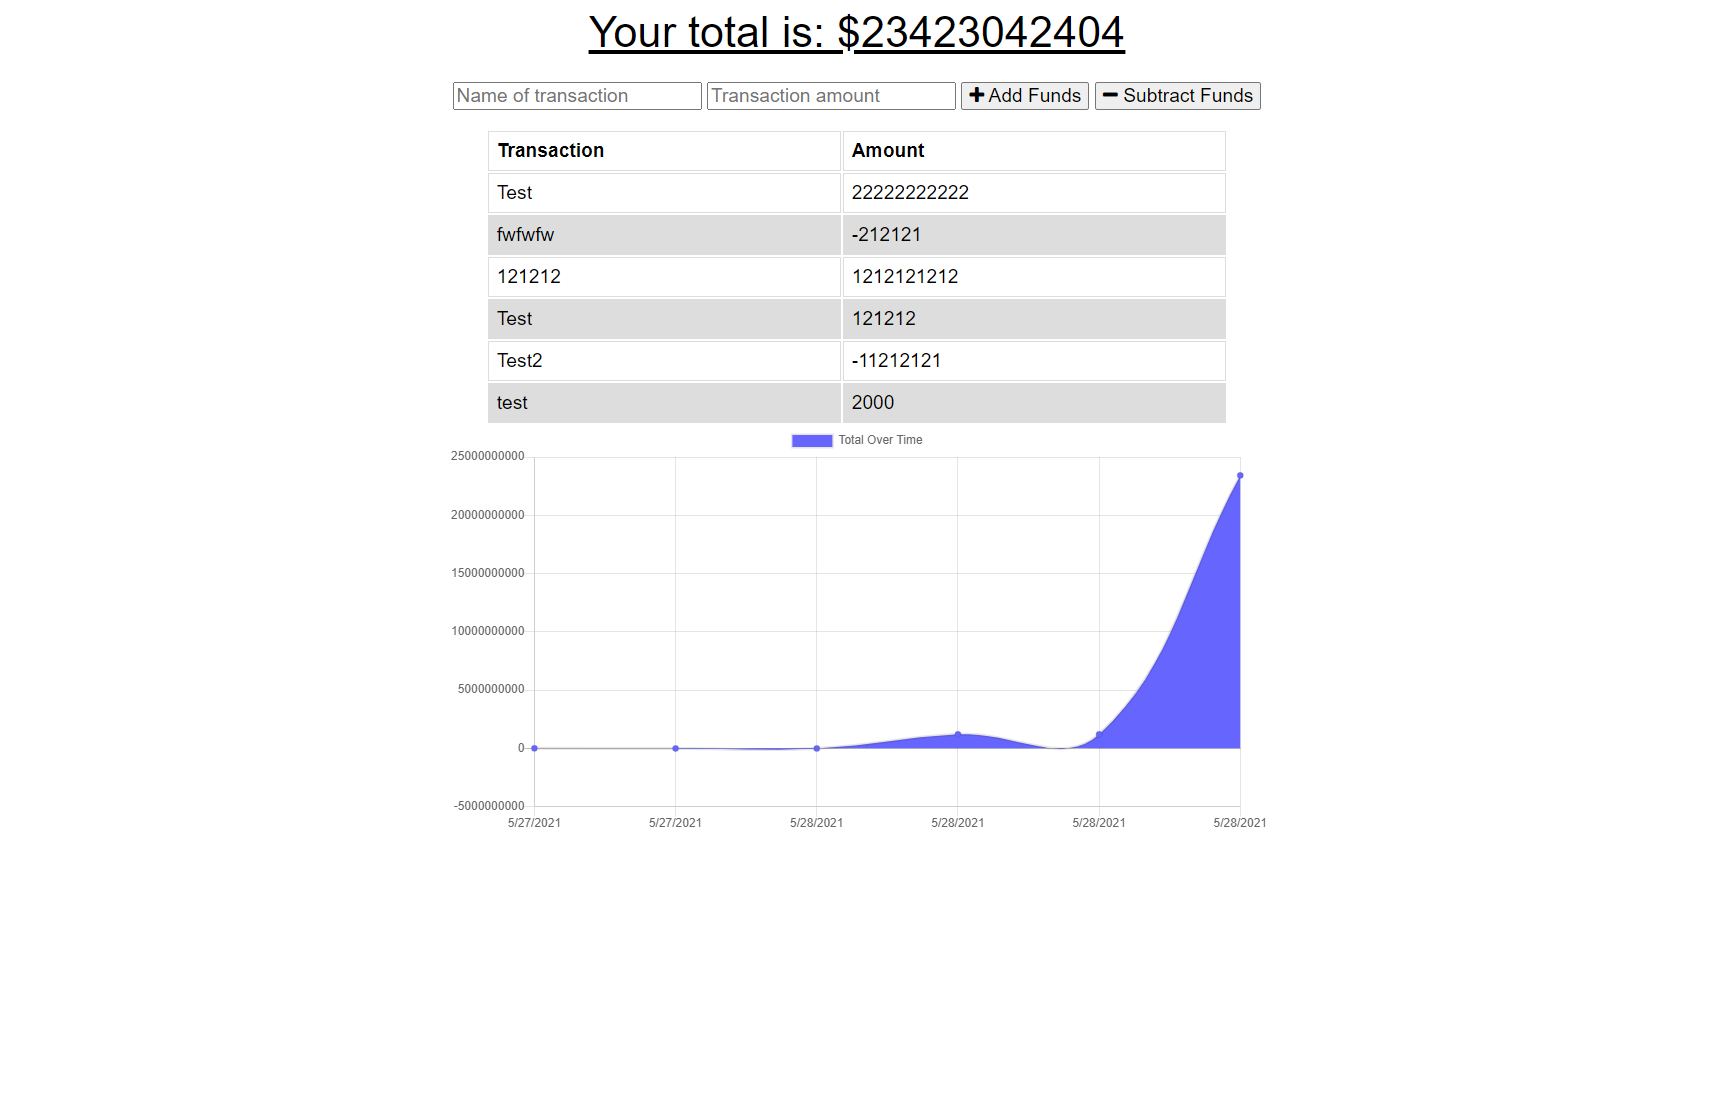 Your total is: $23423042404
Name of transaction Transaction amount Add Funds Subtract Funds
Transaction Amount
Test 22222222222
fwfwfw -212121
121212 1212121212
Test 121212
Test2 -11212121
test 2000
Total Over Time
25000000000
20000000000
15000000000
10000000000
5000000000
0
-5000000000
5/27/2021 5/27/2021 5/28/2021 5/28/2021 5/28/2021 5/28/2021